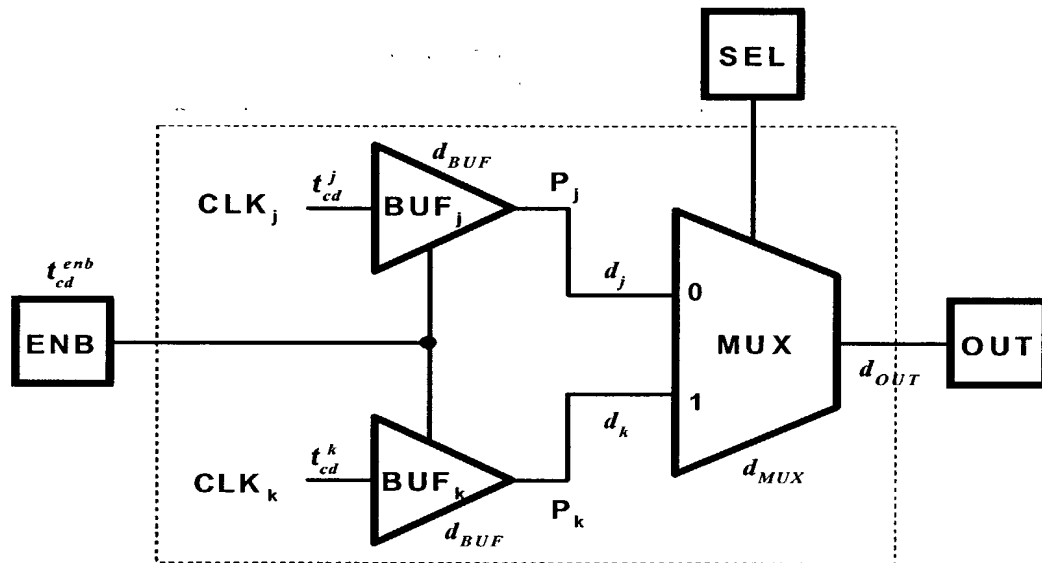 SEL
d_BUF
P_j
CLK_j
t_cd^j
BUF_j
t_cd^enb
d_j
0
ENB
MUX
OUT
d_OUT
1
d_k
t_cd^k
CLK_k
BUF_k
d_MUX
P_k
d_BUF